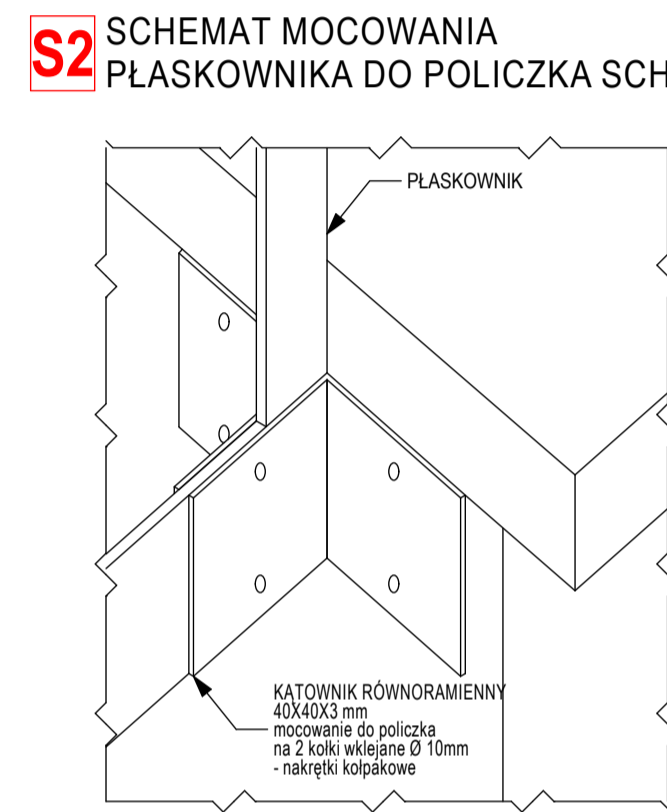 S2 SCHEMAT MOCOWANIA
PŁASKOWNIKA DO POLICZKA SCH
PŁASKOWNIK
KĄTOWNIK RÓWNORAMIENNY
40X40X3 mm
mocowanie do policzka
na 2 kołki wklejane Ø 10mm
- nakrętki kołpakowe